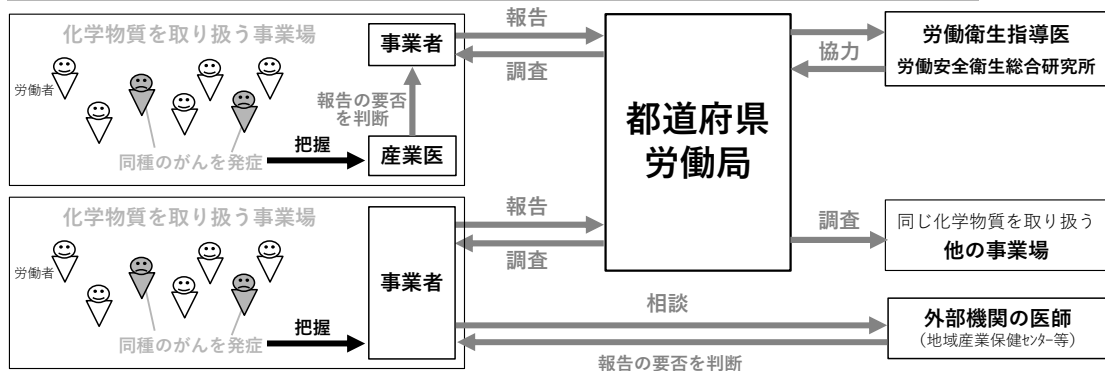 化学物質を取り扱う事業場
労働者
同種のがんを発症
把握
事業者
報告の要否
を判断
産業医
報告
調査
都道府県
労働局
協力
労働衛生指導医
労働安全衛生総合研究所
化学物質を取り扱う事業場
労働者
同種のがんを発症
把握
事業者
報告
調査
調査
同じ化学物質を取り扱う
他の事業場
相談
報告の要否を判断
外部機関の医師
（地域産業保健ｾﾝﾀｰ等）